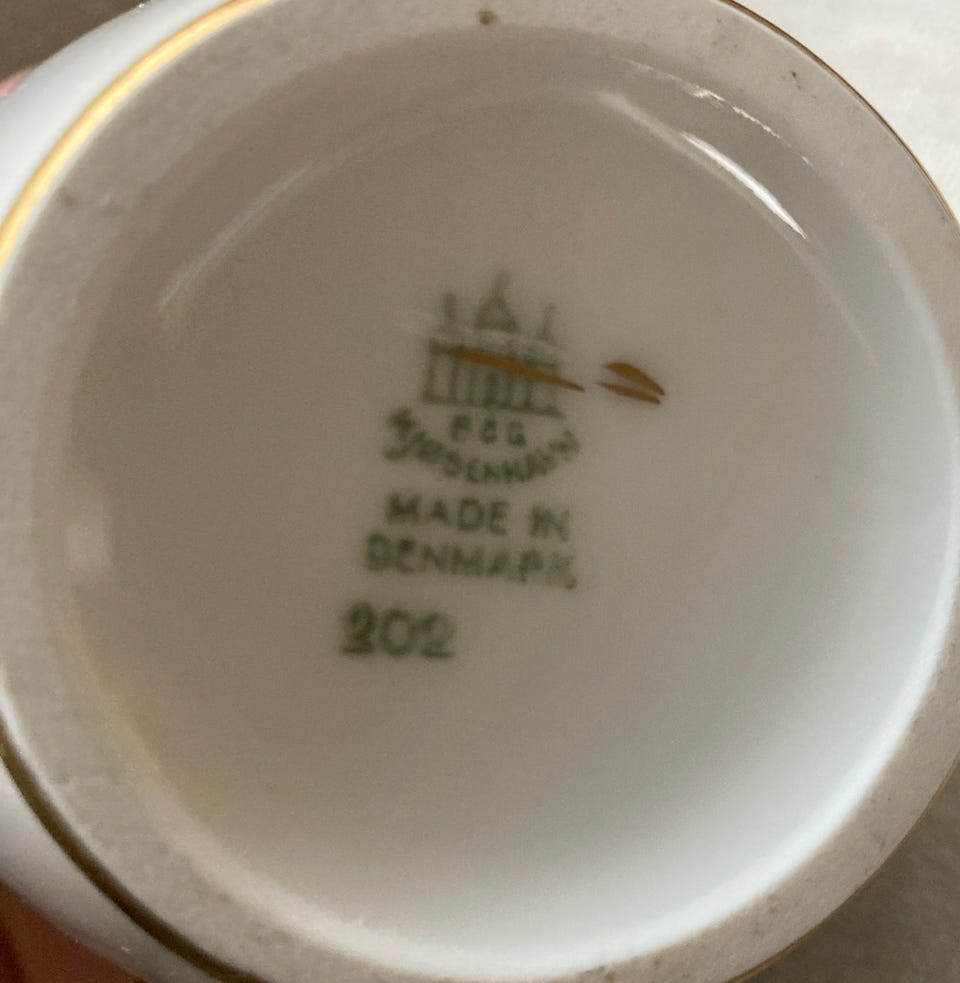 B&G
KJØBENHAVN
MADE IN
DENMARK.
202